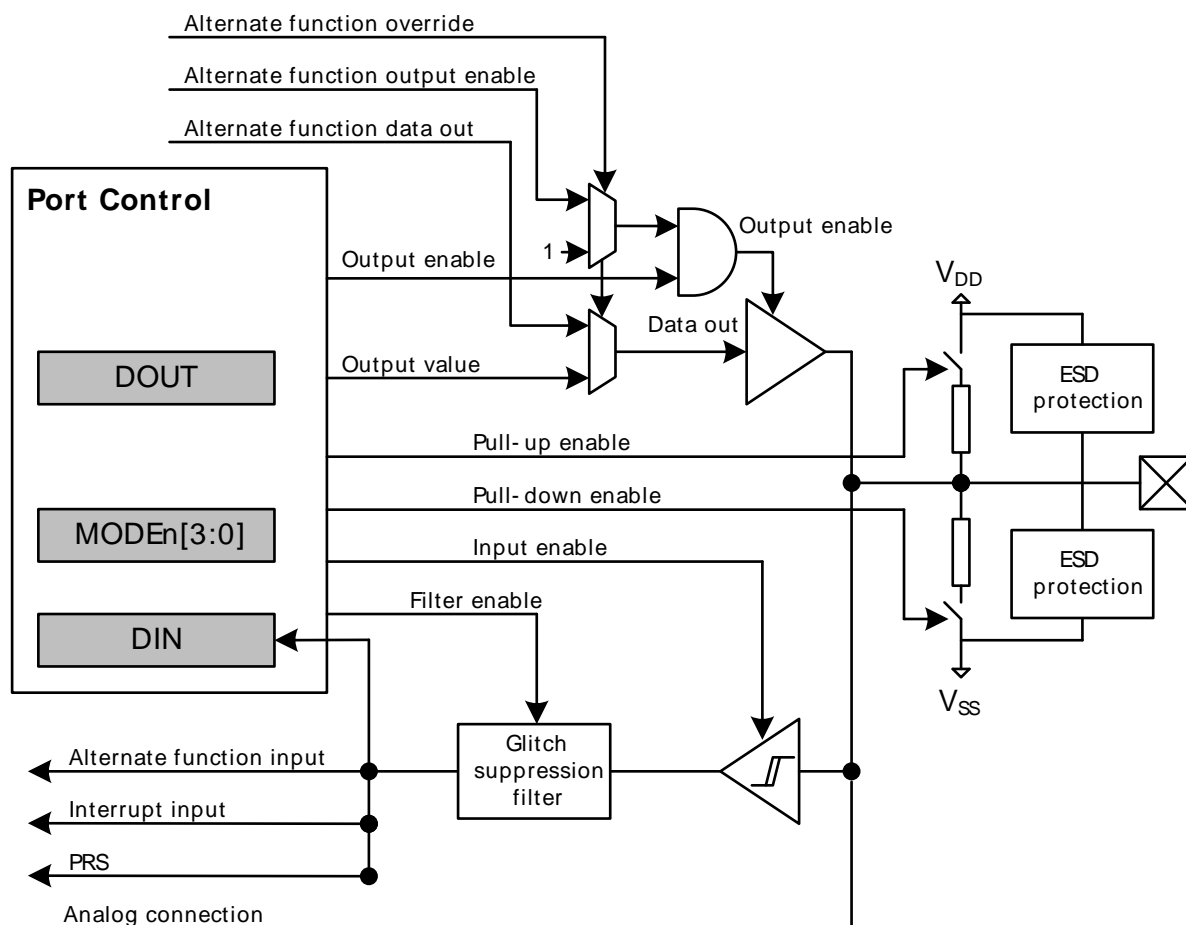 Alternate function override
Alternate function output enable
Alternate function data out
Port Control
Output enable
1
Output enable
VDD
DOUT
Output value
Data out
ESD
protection
Pull-up enable
Pull-down enable
MODEn[3:0]
Input enable
ESD
protection
Filter enable
DIN
VSS
Glitch
suppression
filter
Alternate function input
Interrupt input
PRS
Analog connection